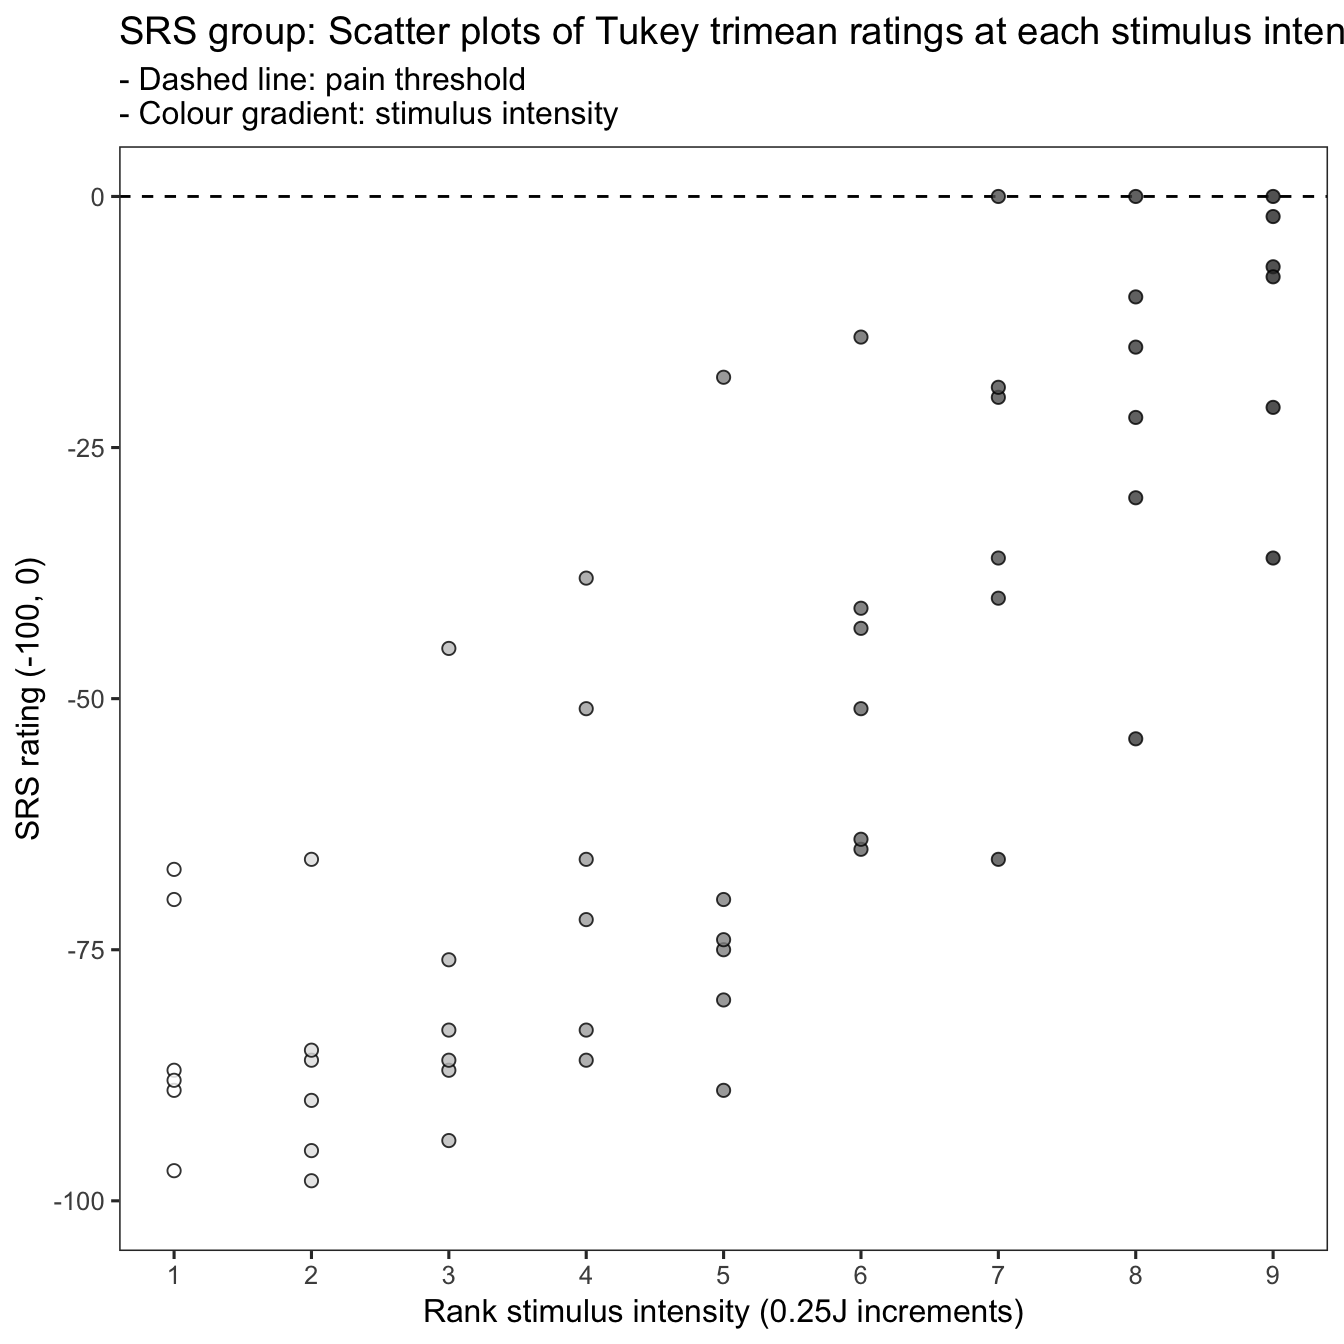 SRS group: Scatter plots of Tukey trimean ratings at each stimulus inten
- Dashed line: pain threshold
- Colour gradient: stimulus intensity
0
-25
-50
-75
-100
SRS rating (-100, 0)
1 2 3 4 5 6 7 8 9
Rank stimulus intensity (0.25J increments)